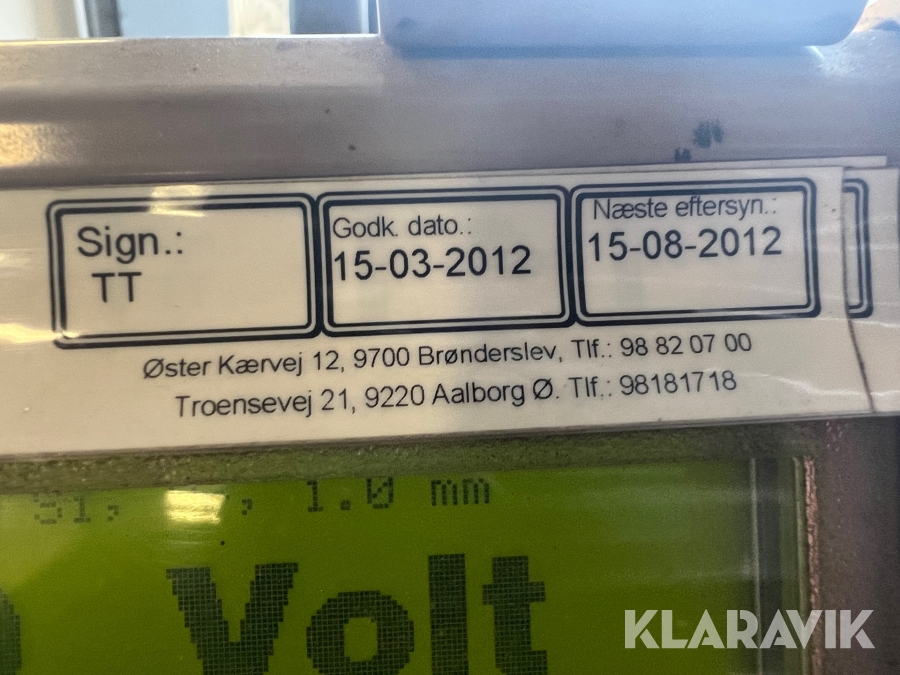 Sign.:
TT
Godk. dato.:
15-03-2012
Næste eftersyn.:
15-08-2012
Øster Kærvej 12, 9700 Brønderslev, Tlf.: 98 82 07 00
Troensevej 21, 9220 Aalborg Ø. Tlf.: 98181718
1.0 mm
Volt
KLARAVIK